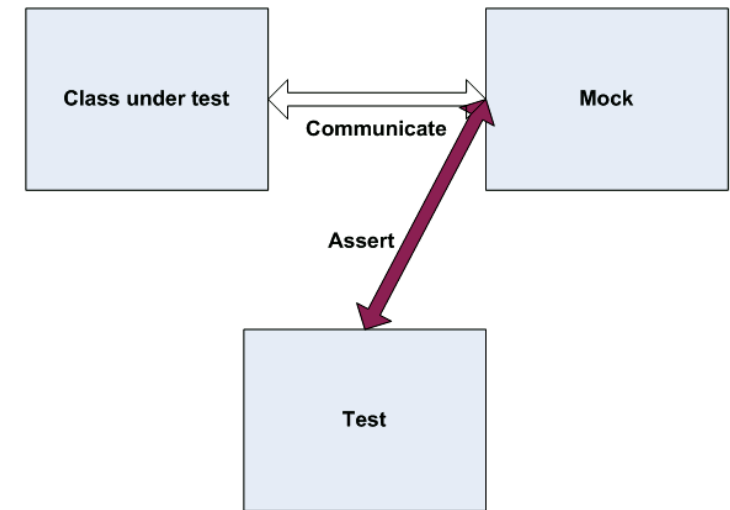 Class under test
Mock
Communicate
Assert
Test